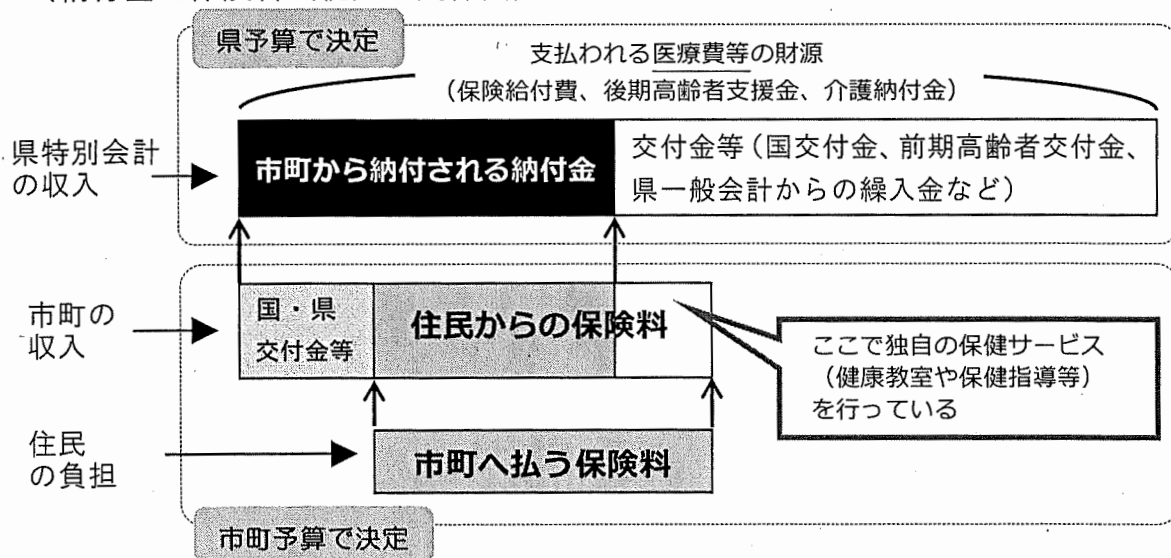 県予算で決定
支払われる医療費等の財源
（保険給付費、後期高齢者支援金、介護納付金）
県特別会計
の収入
市町から納付される納付金
交付金等（国交付金、前期高齢者交付金、
県一般会計からの繰入金など）
市町の
収入
国・県
交付金等
住民からの保険料
ここで独自の保健サービス
（健康教室や保健指導等）
を行っている
住民
の負担
市町へ払う保険料
市町予算で決定